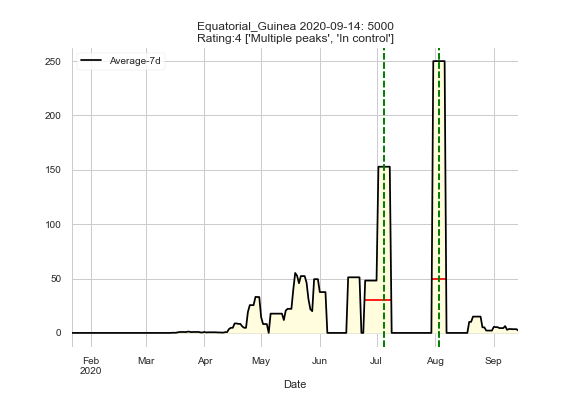 Equatorial_Guinea 2020-09-14: 5000
Rating:4 ['Multiple peaks', 'In control']
Average-7d
250
200
150
100
50
0
Feb
2020
Mar
Apr
May
Jun
Jul
Aug
Sep
Date